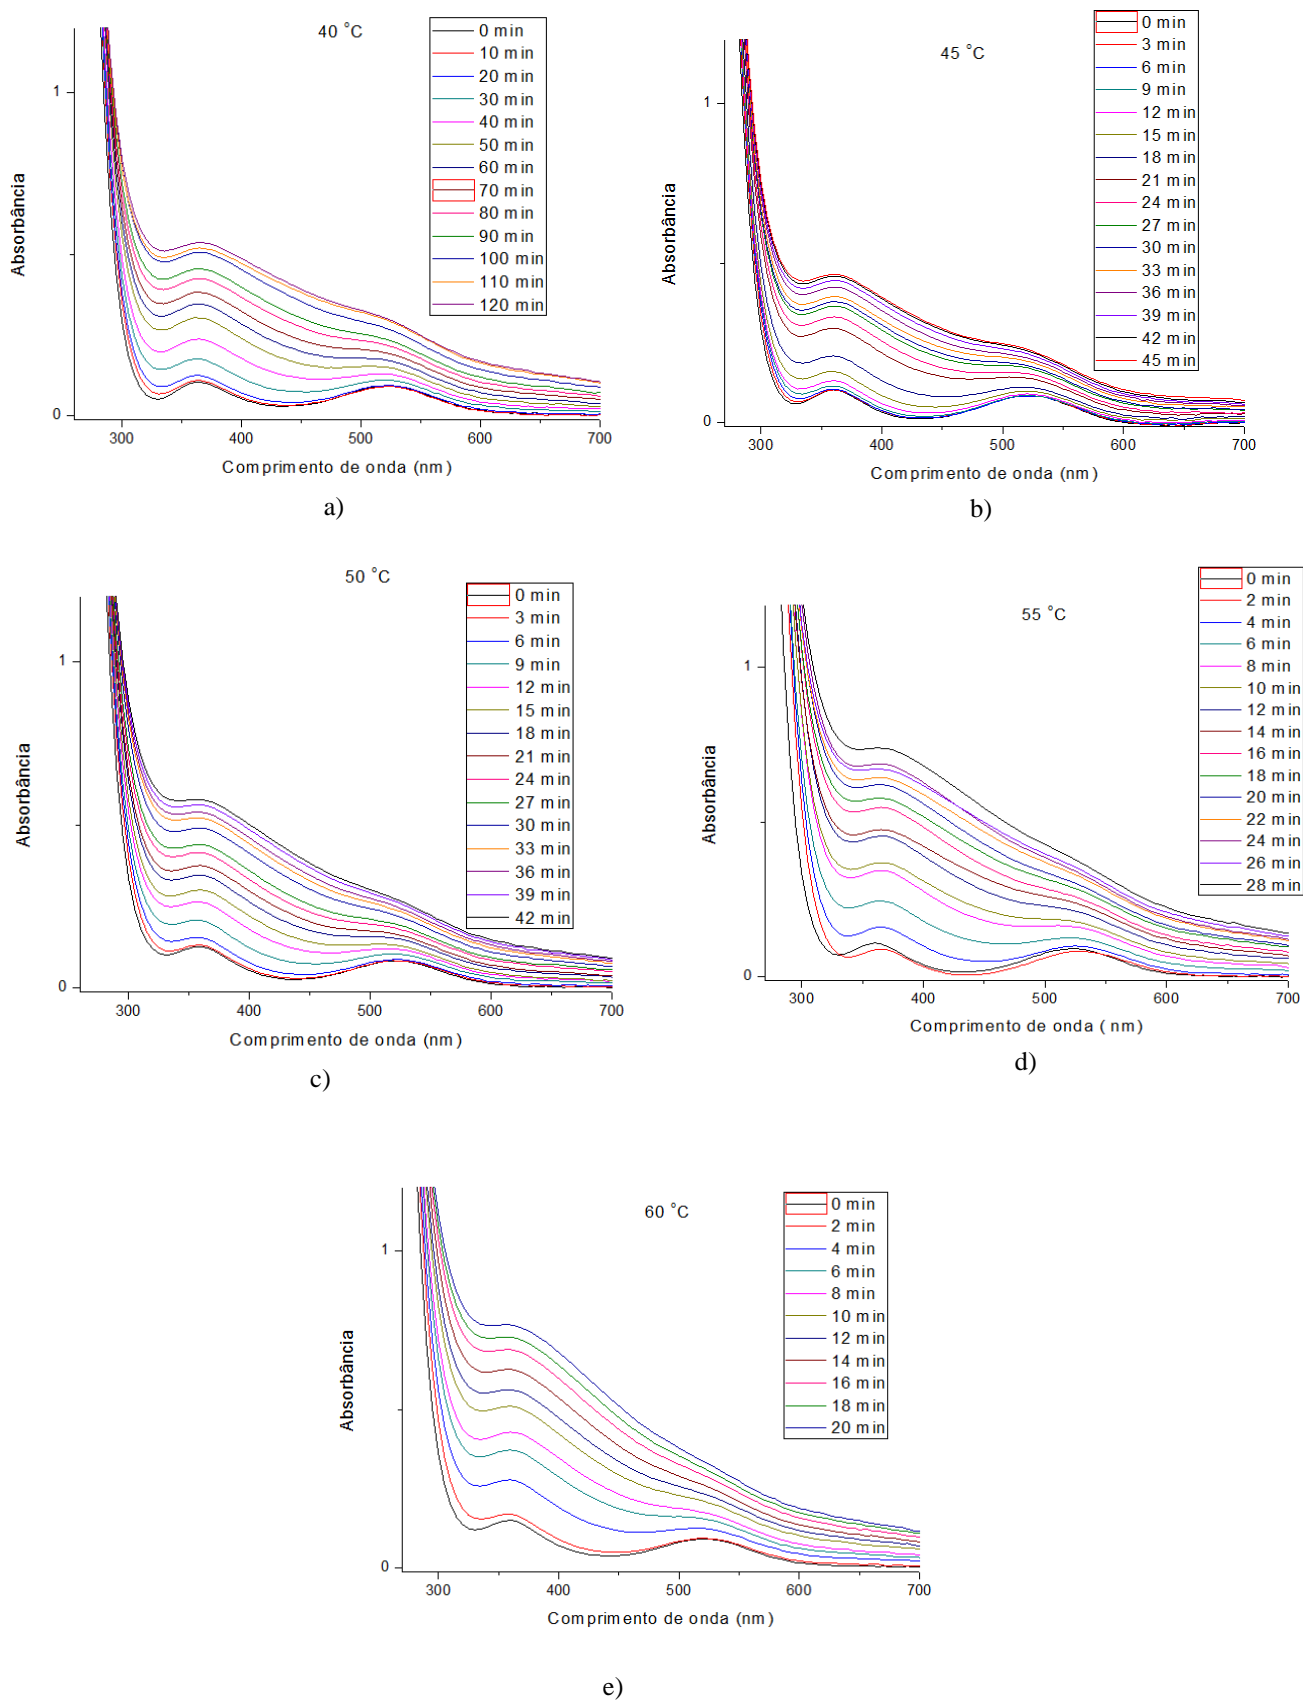 40 °C
0 min
10 min
20 min
30 min
40 min
50 min
60 min
70 min
80 min
90 min
100 min
110 min
120 min
1
0
Absorbância
300 400 500 600 700
Comprimento de onda (nm)
a)
45 °C
0 min
3 min
6 min
9 min
12 min
15 min
18 min
21 min
24 min
27 min
30 min
33 min
36 min
39 min
42 min
45 min
1
0
Absorbância
300 400 500 600 700
Comprimento de onda (nm)
b)
50 °C
0 min
3 min
6 min
9 min
12 min
15 min
18 min
21 min
24 min
27 min
30 min
33 min
36 min
39 min
42 min
1
0
Absorbância
300 400 500 600 700
Comprimento de onda (nm)
c)
55 °C
0 min
2 min
4 min
6 min
8 min
10 min
12 min
14 min
16 min
18 min
20 min
22 min
24 min
26 min
28 min
1
0
Absorbância
300 400 500 600 700
Comprimento de onda ( nm)
d)
60 °C
0 min
2 min
4 min
6 min
8 min
10 min
12 min
14 min
16 min
18 min
20 min
1
0
Absorbância
300 400 500 600 700
Comprimento de onda (nm)
e)